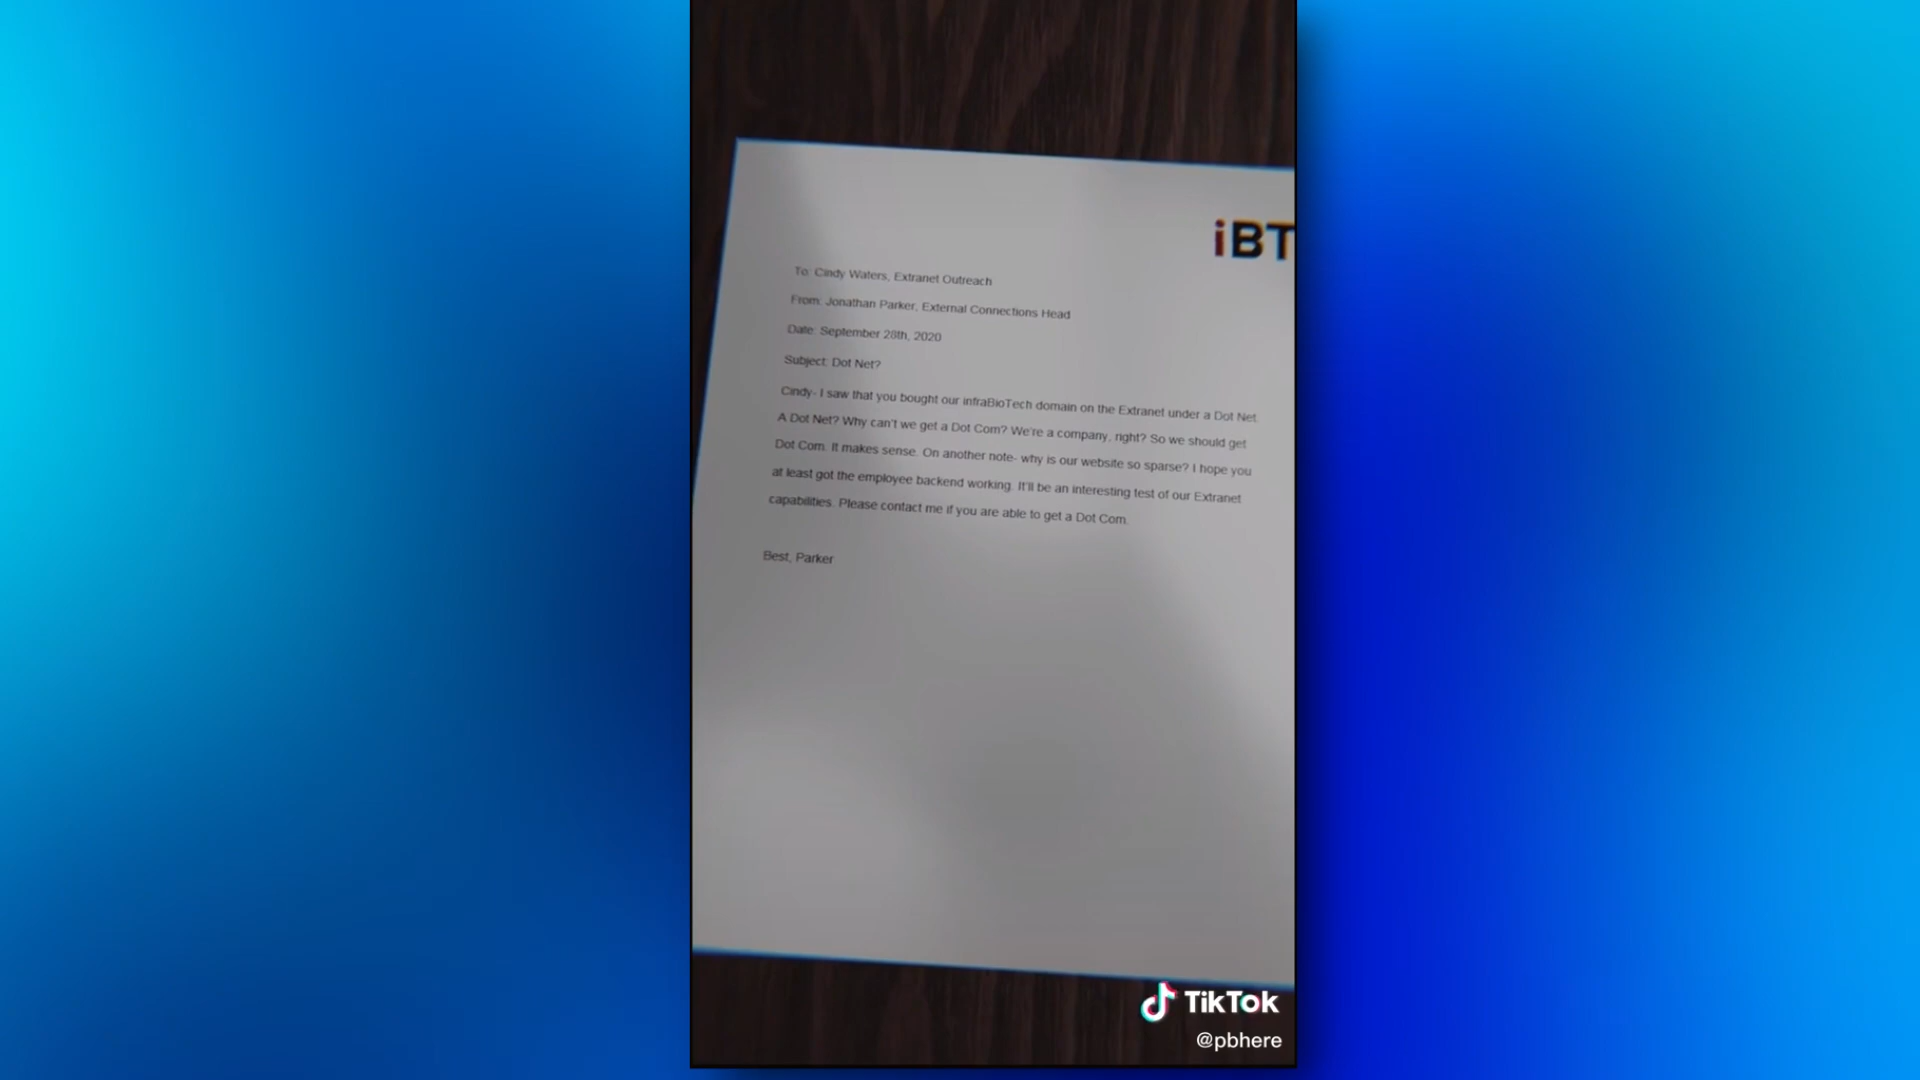 iBT
To: Cindy Waters, Extranet Outreach
From: Jonathan Parker, External Connections Head
Date: September 28th, 2020
Subject: Dot Net?
Cindy- I saw that you bought our infraBioTech domain on the Extranet under a Dot Net.
A Dot Net? Why can't we get a Dot Com? We're a company, right? So we should get
Dot Com. It makes sense. On another note- why is our website so sparse? I hope you
at least got the employee backend working. It'll be an interesting test of our Extranet
capabilities. Please contact me if you are able to get a Dot Com.
Best, Parker
TikTok
@pbhere